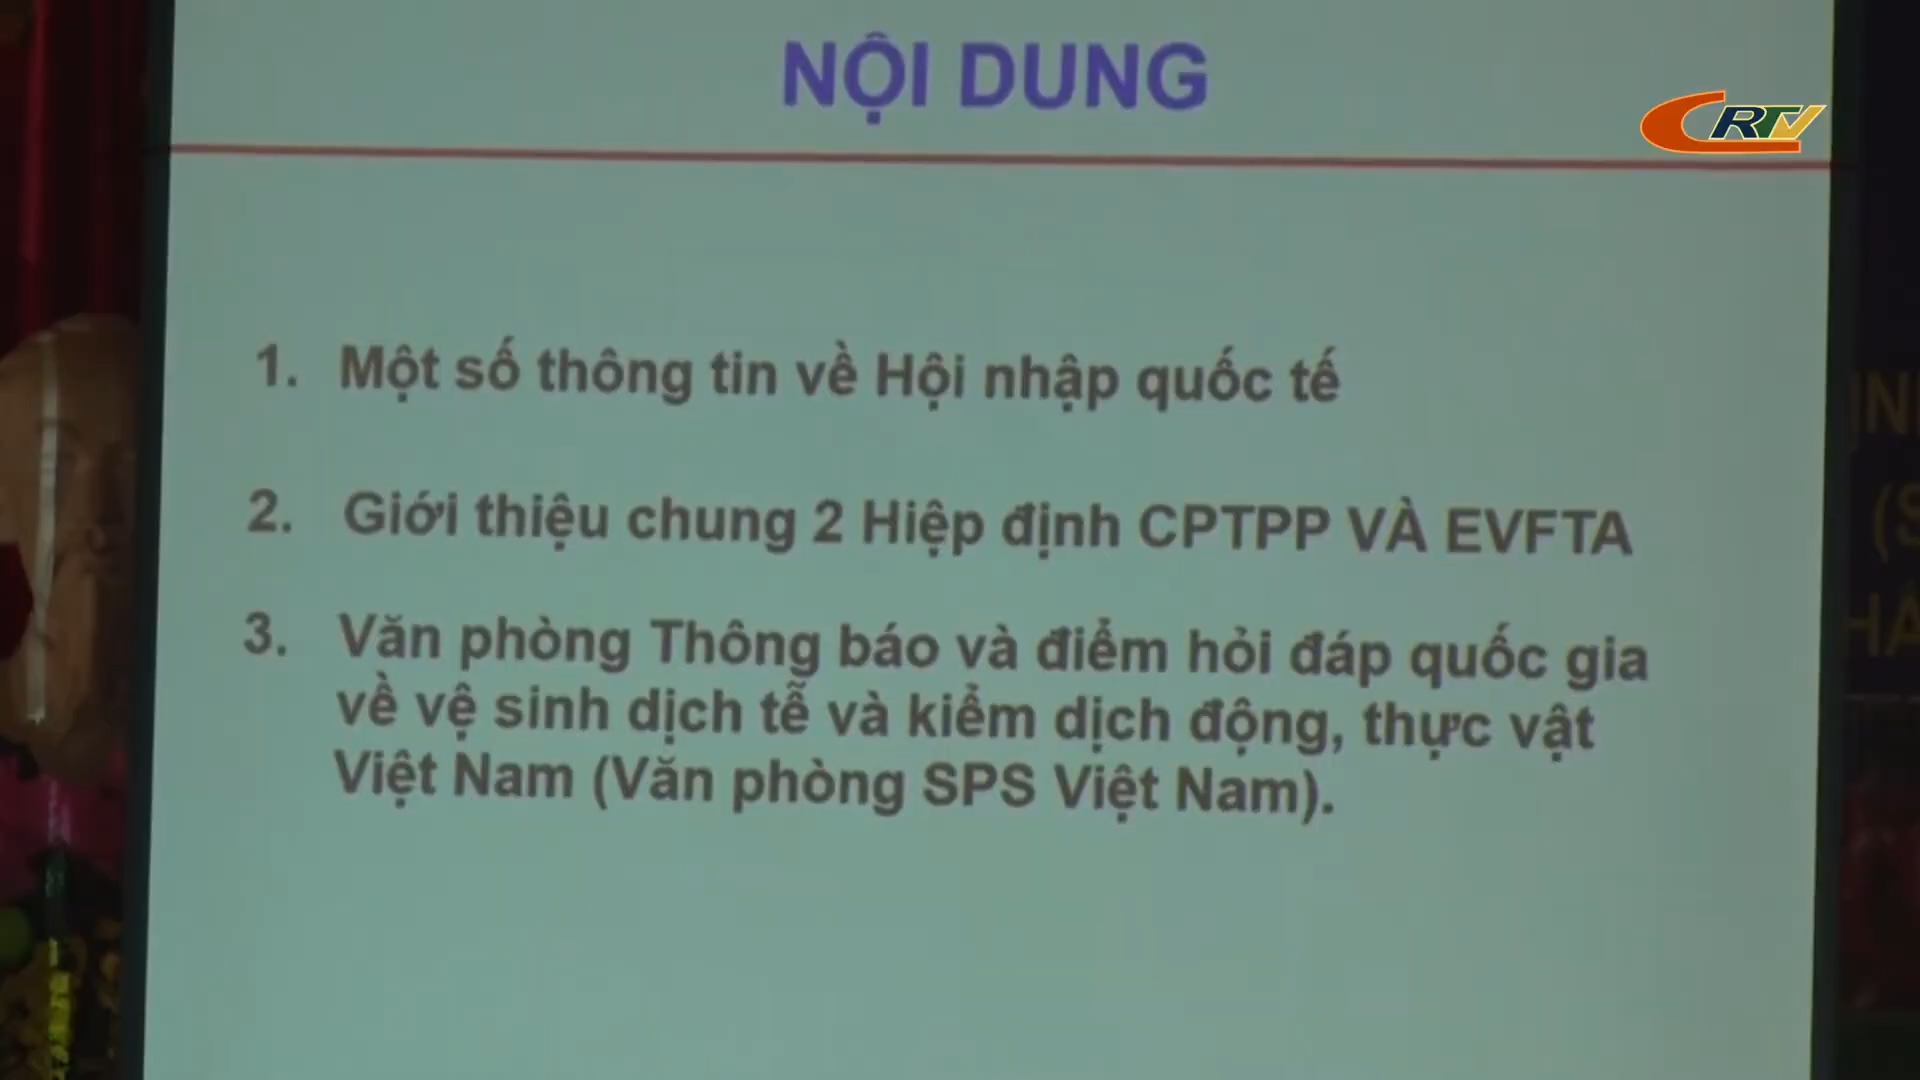 NỘI DUNG
CRTV
1. Một số thông tin về Hội nhập quốc tế
2. Giới thiệu chung 2 Hiệp định CPTPP VÀ EVFTA
3. Văn phòng Thông báo và điểm hỏi đáp quốc gia
về vệ sinh dịch tễ và kiểm dịch động, thực vật
Việt Nam (Văn phòng SPS Việt Nam).